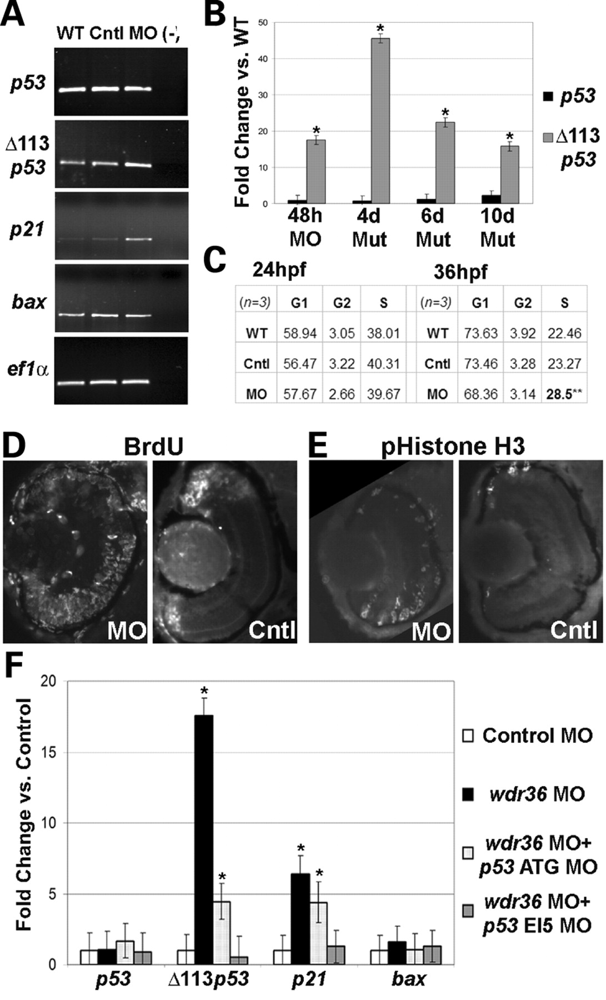 A
WT Cntl MO (-)
p53
Δ113
p53
p21
bax
ef1α
B
Fold Change vs. WT
50
40
30
20
10
0
*
*
*
*
48h
MO
4d
Mut
6d
Mut
10d
Mut
p53
Δ113
p53
C
24hpf
36hpf
(n=3) G1 G2 S (n=3) G1 G2 S
WT 58.94 3.05 38.01 WT 73.63 3.92 22.46
Cntl 56.47 3.22 40.31 Cntl 73.46 3.28 23.27
MO 57.67 2.66 39.67 MO 68.36 3.14 28.5**
D
BrdU
MO
Cntl
E
pHistone H3
MO
Cntl
F
Fold Change vs. Control
20
15
10
5
0
*
*
*
*
p53
Δ113p53
p21
bax
Control MO
wdr36 MO
wdr36 MO+
p53 ATG MO
wdr36 MO+
p53 EI5 MO